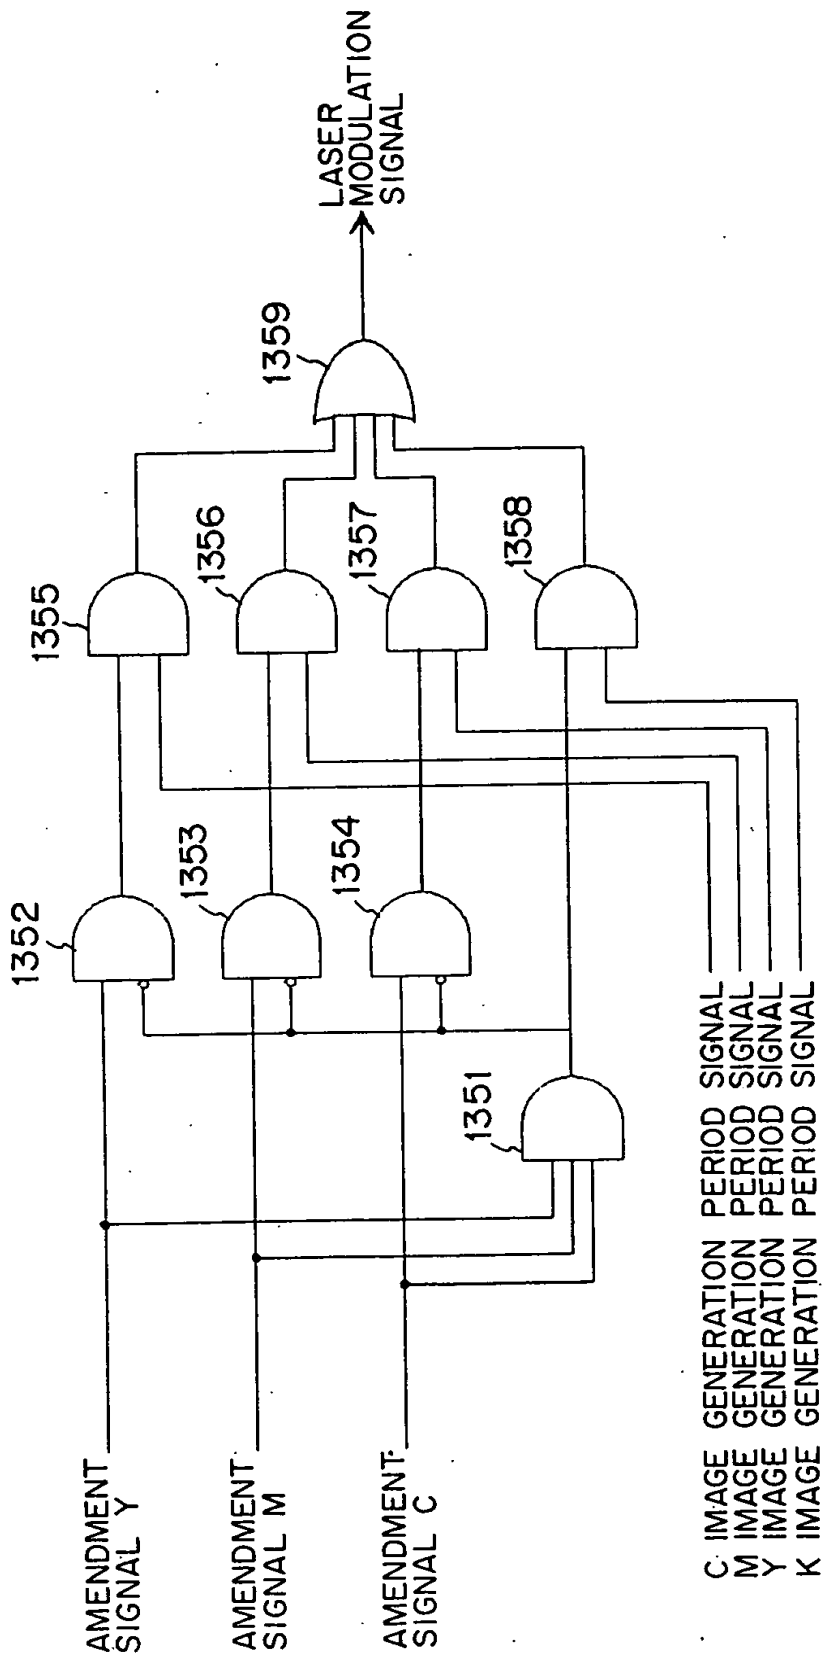 AMENDMENT
SIGNAL Y
AMENDMENT
SIGNAL M
AMENDMENT
SIGNAL C
1351
1352
1353
1354
1355
1356
1357
1358
1359
LASER
MODULATION
SIGNAL
C IMAGE GENERATION PERIOD SIGNAL
M IMAGE GENERATION PERIOD SIGNAL
Y IMAGE GENERATION PERIOD SIGNAL
K IMAGE GENERATION PERIOD SIGNAL